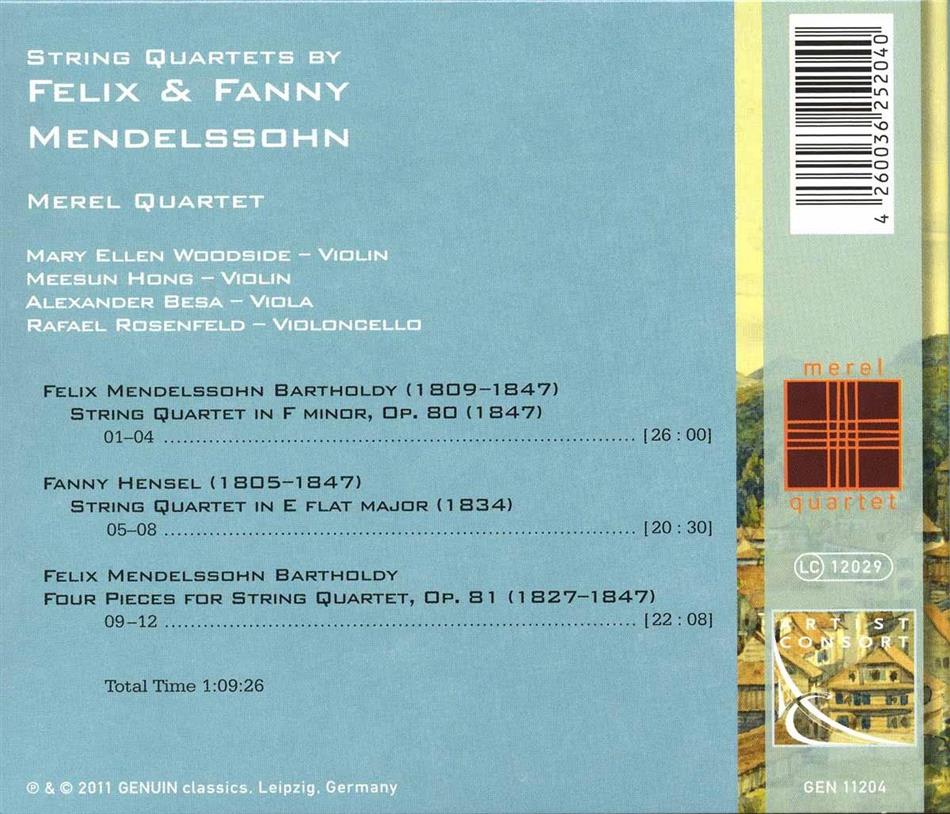 STRING QUARTETS BY
FELIX & FANNY
MENDELSSOHN
MEREL QUARTET
MARY ELLEN WOODSIDE – VIOLIN
MEESUN HONG – VIOLIN
ALEXANDER BESA – VIOLA
RAFAEL ROSENFELD – VIOLONCELLO
FELIX MENDELSSOHN BARTHOLDY (1809–1847)
STRING QUARTET IN F MINOR, OP. 80 (1847)
01–04 ........................................ [26 : 00]
FANNY HENSEL (1805–1847)
STRING QUARTET IN E FLAT MAJOR (1834)
05–08 ........................................ [20 : 30]
FELIX MENDELSSOHN BARTHOLDY
FOUR PIECES FOR STRING QUARTET, OP. 81 (1827–1847)
09–12 ........................................ [22 : 08]
Total Time 1:09:26
℗ & © 2011 GENUIN classics. Leipzig, Germany
4 260036 252040
merel
quartet
LC 12029
ARTIST
CONSORT
GEN 11204